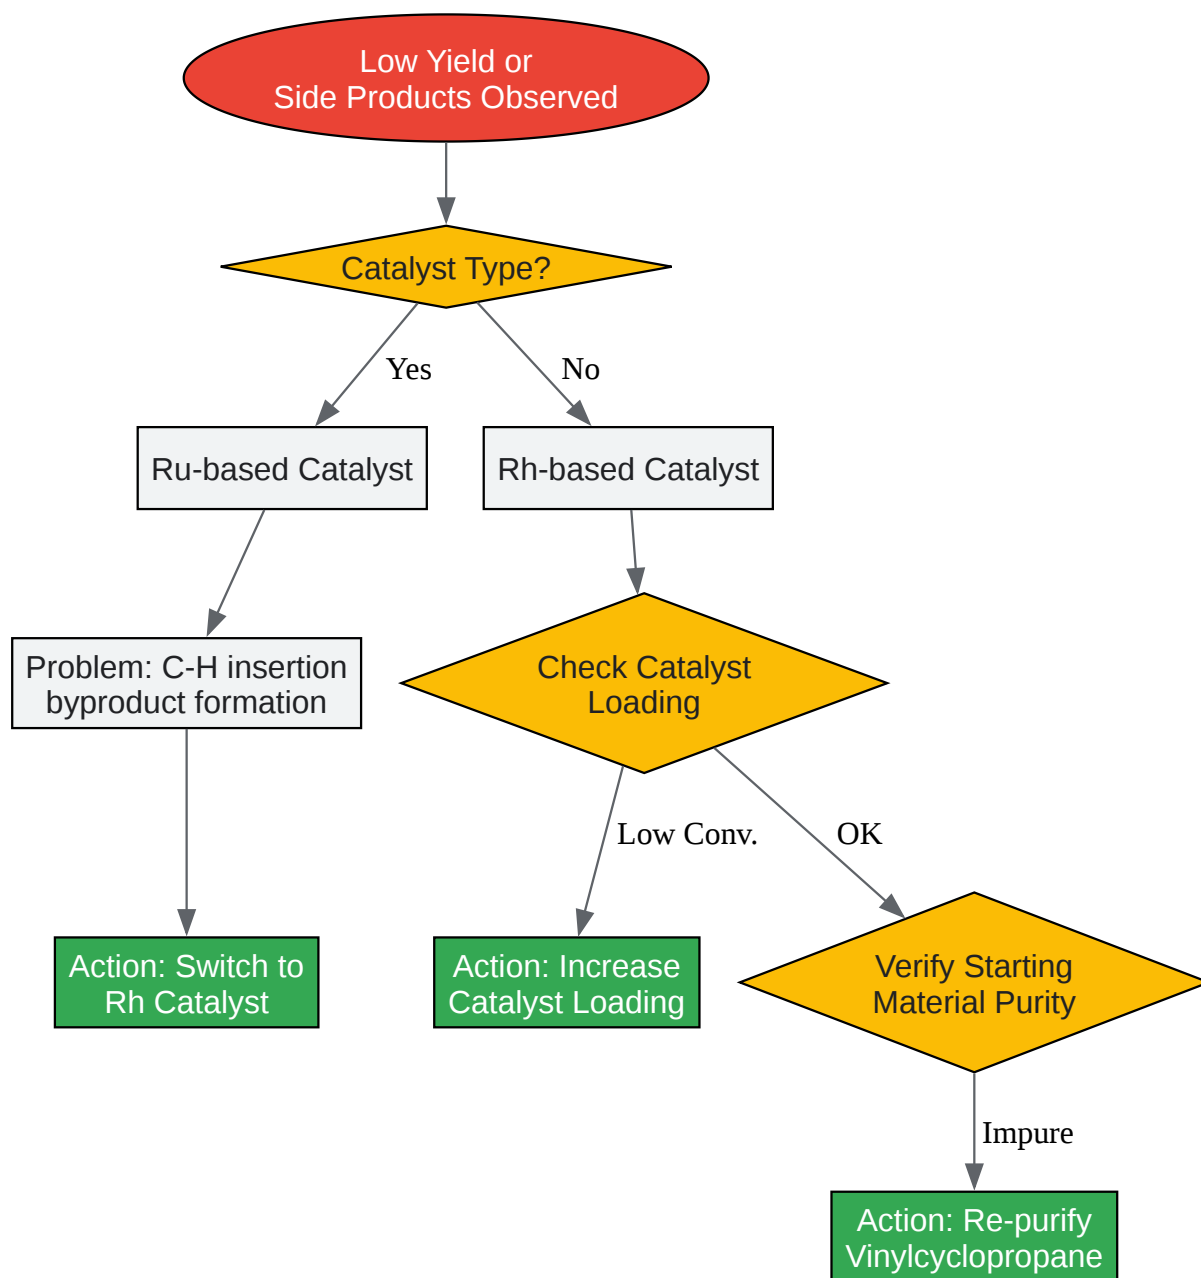 Low Yield or
Side Products Observed
Catalyst Type?
Yes
No
Ru-based Catalyst
Rh-based Catalyst
Problem: C-H insertion
byproduct formation
Check Catalyst
Loading
Low Conv.
OK
Action: Switch to
Rh Catalyst
Action: Increase
Catalyst Loading
Verify Starting
Material Purity
Impure
Action: Re-purify
Vinylcyclopropane